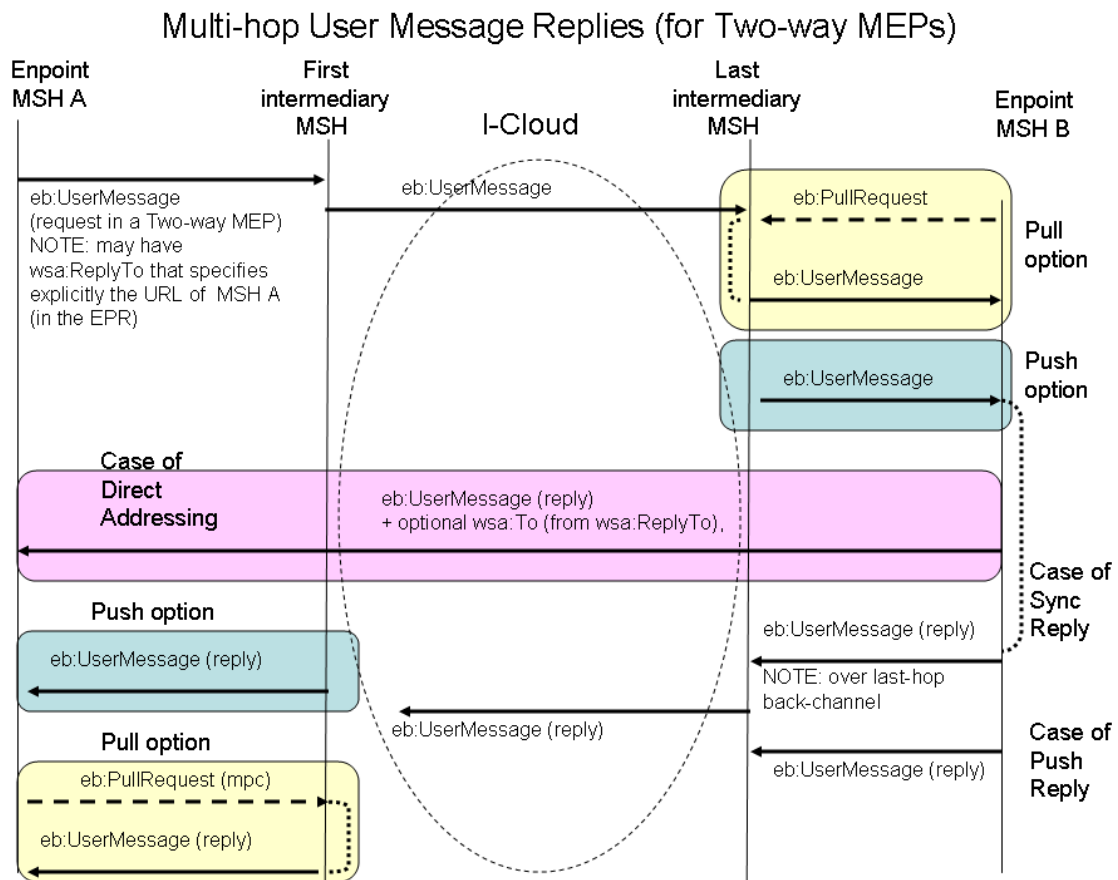 Multi-hop User Message Replies (for Two-way MEPs)
Enpoint
MSH A
First
intermediary
MSH
I-Cloud
Last
intermediary
MSH
Enpoint
MSH B
eb:UserMessage
(request in a Two-way MEP)
NOTE: may have
wsa:ReplyTo that specifies
explicitly the URL of MSH A
(in the EPR)
eb:UserMessage
eb:PullRequest
eb:UserMessage
Pull
option
eb:UserMessage
Push
option
Case of
Direct
Addressing
eb:UserMessage (reply)
+ optional wsa:To (from wsa:ReplyTo),
Case of
Sync
Reply
Push option
eb:UserMessage (reply)
eb:UserMessage (reply)
NOTE: over last-hop
back-channel
eb:UserMessage (reply)
Case of
Push
Reply
eb:UserMessage (reply)
Pull option
eb:PullRequest (mpc)
eb:UserMessage (reply)